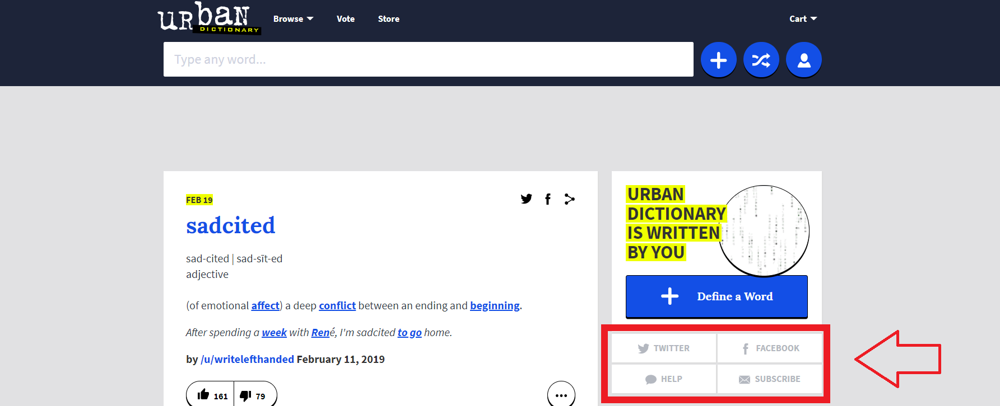 urban
DICTIONARY
Browse
Vote
Store
Cart
Type any word...
FEB 19
sadcited
sad-cited | sad-sīt-ed
adjective
(of emotional affect) a deep conflict between an ending and beginning.
After spending a week with René, I'm sadcited to go home.
by /u/writelefthanded February 11, 2019
161
79
URBAN
DICTIONARY
IS WRITTEN
BY YOU
Define a Word
TWITTER
FACEBOOK
HELP
SUBSCRIBE